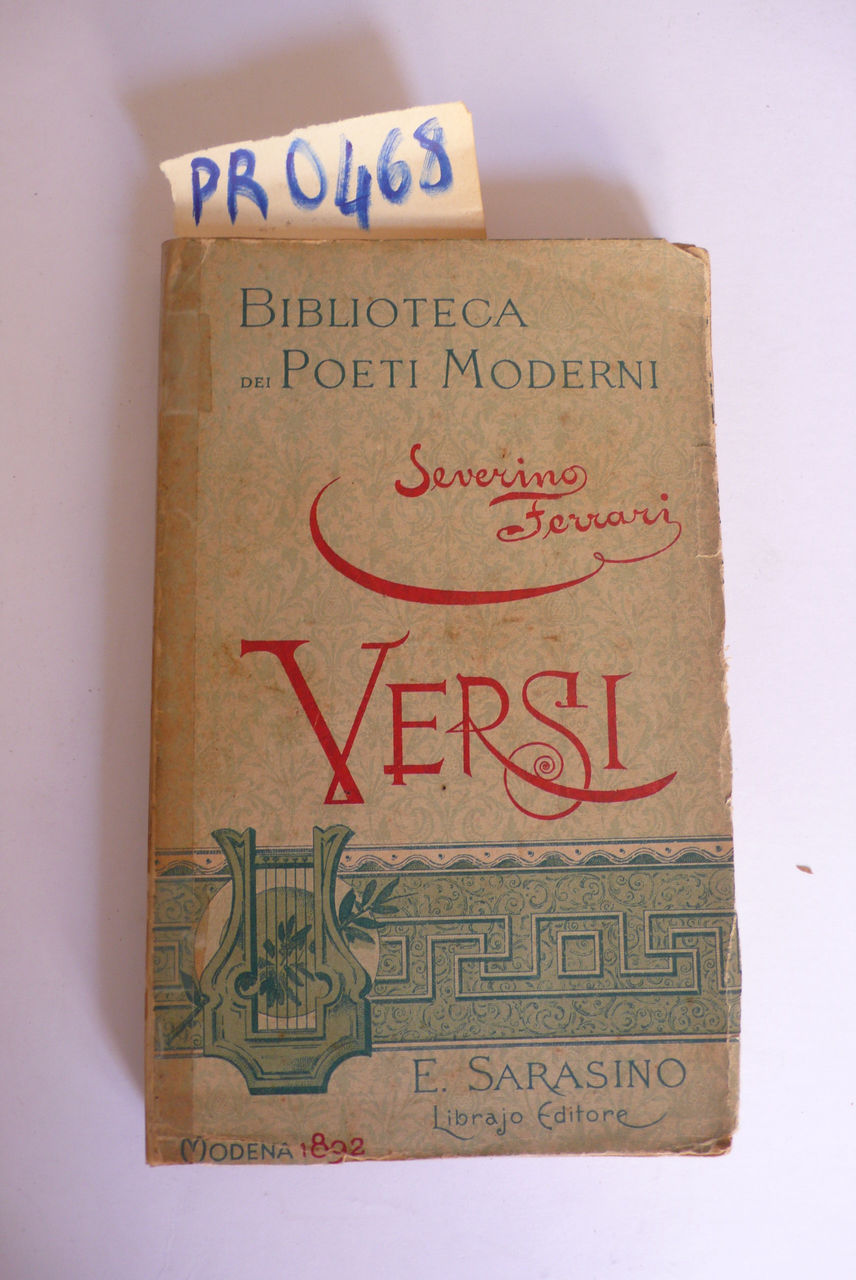 PR0468
BIBLIOTECA
DEI POETI MODERNI
Severino
Ferrari
VERSI
E. SARASINO
Librajo Editore
MODENA 1892